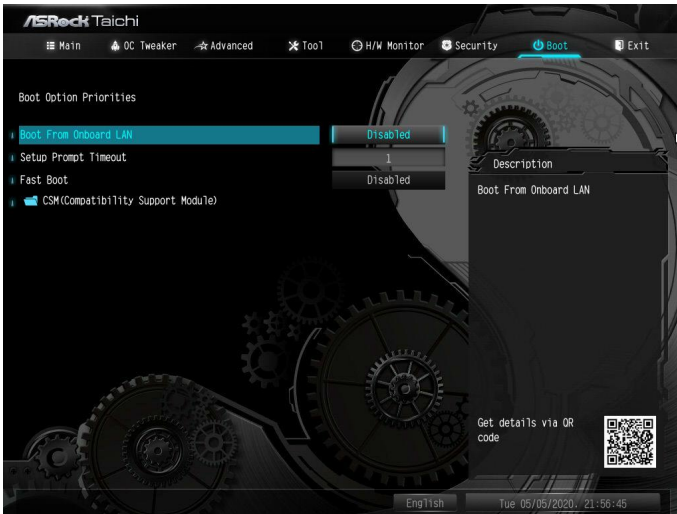 ASRock Taichi
Main OC Tweaker Advanced Tool H/W Monitor Security Boot Exit
Boot Option Priorities
Boot From Onboard LAN Disabled
Setup Prompt Timeout 1
Fast Boot Disabled
CSM(Compatibility Support Module)
Description
Boot From Onboard LAN
Get details via QR
code
English Tue 05/05/2020. 21:56:45